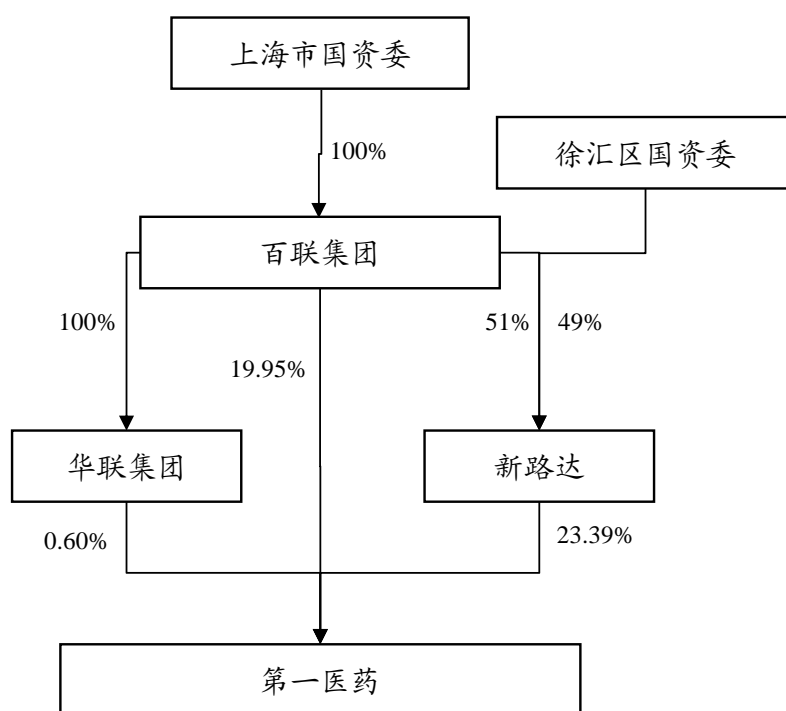 上海市国资委
100%
徐汇区国资委
百联集团
100%
19.95%
51%
49%
华联集团
新路达
0.60%
23.39%
第一医药